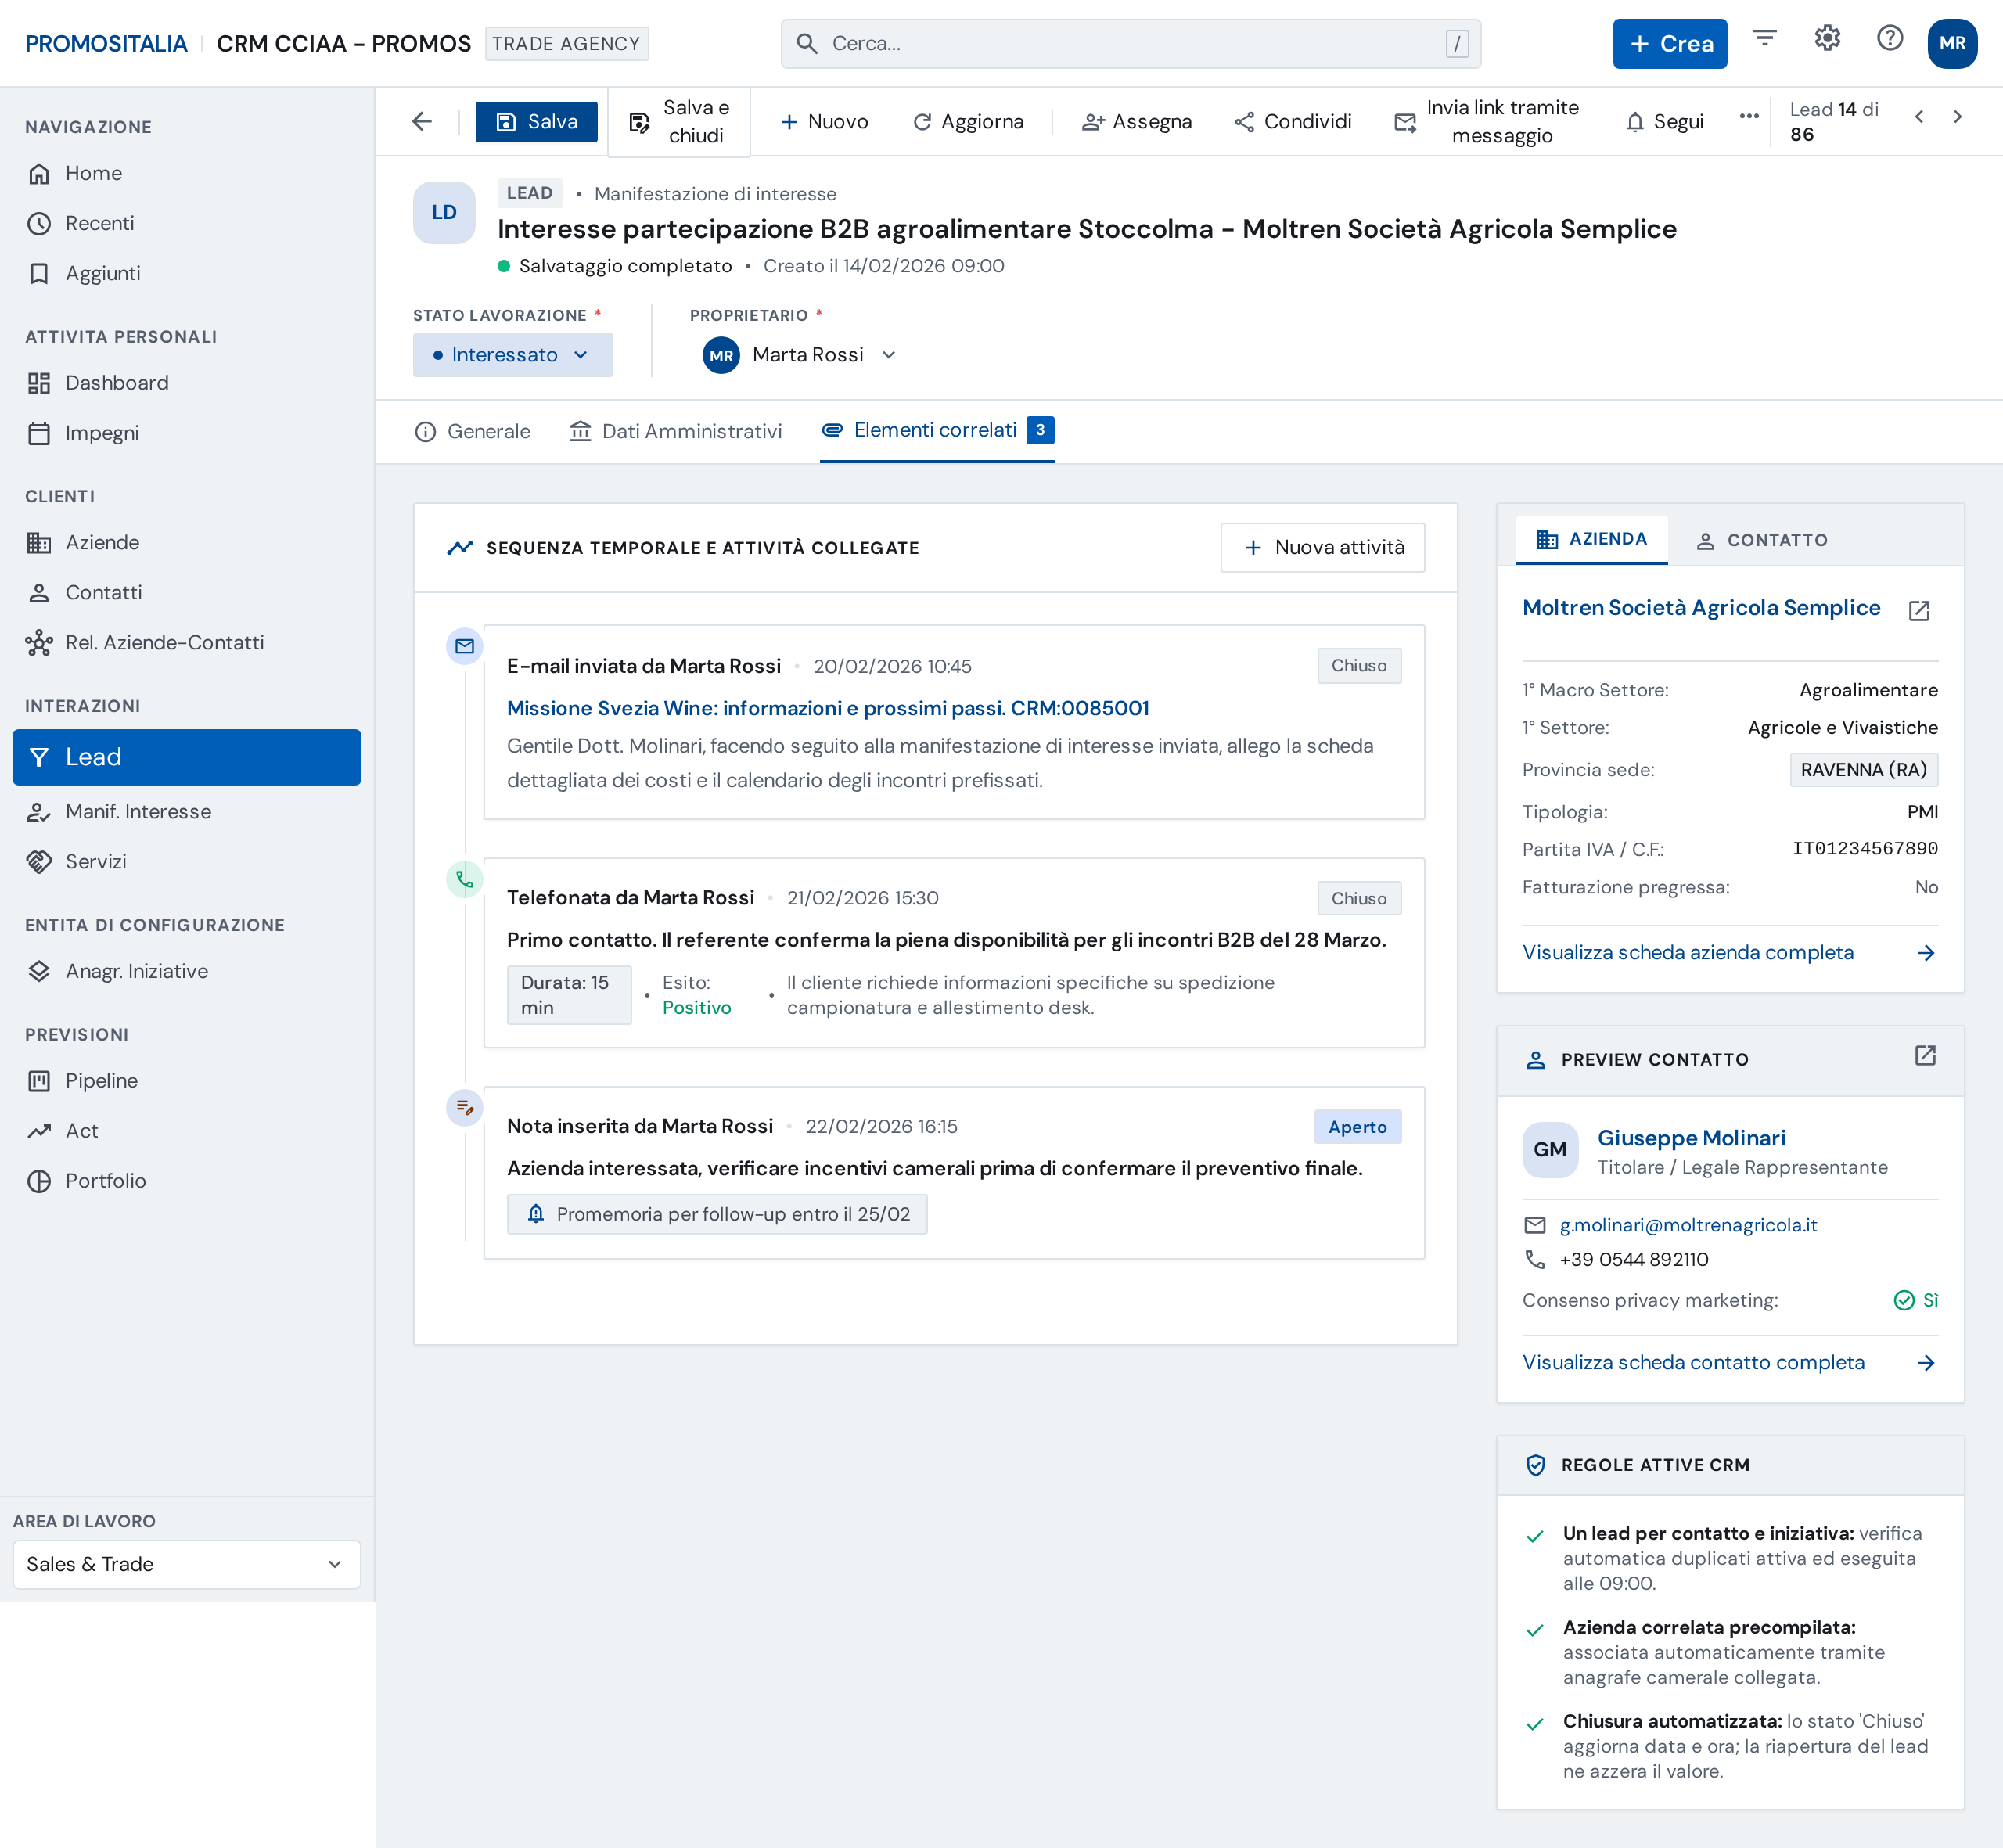 PROMOSITALIA
CRM CCIAA - PROMOS
TRADE AGENCY
Cerca...
/
Crea
MR
NAVIGAZIONE
Home
Recenti
Aggiunti
ATTIVITA PERSONALI
Dashboard
Impegni
CLIENTI
Aziende
Contatti
Rel. Aziende-Contatti
INTERAZIONI
Lead
Manif. Interesse
Servizi
ENTITA DI CONFIGURAZIONE
Anagr. Iniziative
PREVISIONI
Pipeline
Act
Portfolio
AREA DI LAVORO
Sales & Trade
Salva
Salva e
chiudi
Nuovo
Aggiorna
Assegna
Condividi
Invia link tramite
messaggio
Segui
Lead 14 di
86
LD
LEAD • Manifestazione di interesse
Interesse partecipazione B2B agroalimentare Stoccolma - Moltren Società Agricola Semplice
Salvataggio completato • Creato il 14/02/2026 09:00
STATO LAVORAZIONE *
Interessato
PROPRIETARIO *
MR Marta Rossi
Generale
Dati Amministrativi
Elementi correlati 3
SEQUENZA TEMPORALE E ATTIVITÀ COLLEGATE
Nuova attività
E-mail inviata da Marta Rossi • 20/02/2026 10:45
Chiuso
Missione Svezia Wine: informazioni e prossimi passi. CRM:0085001
Gentile Dott. Molinari, facendo seguito alla manifestazione di interesse inviata, allego la scheda
dettagliata dei costi e il calendario degli incontri prefissati.
Telefonata da Marta Rossi • 21/02/2026 15:30
Chiuso
Primo contatto. Il referente conferma la piena disponibilità per gli incontri B2B del 28 Marzo.
Durata: 15
min
• Esito:
Positivo
• Il cliente richiede informazioni specifiche su spedizione
campionatura e allestimento desk.
Nota inserita da Marta Rossi • 22/02/2026 16:15
Aperto
Azienda interessata, verificare incentivi camerali prima di confermare il preventivo finale.
Promemoria per follow-up entro il 25/02
AZIENDA
CONTATTO
Moltren Società Agricola Semplice
1° Macro Settore: Agroalimentare
1° Settore: Agricole e Vivaistiche
Provincia sede: RAVENNA (RA)
Tipologia: PMI
Partita IVA / C.F.: IT01234567890
Fatturazione pregressa: No
Visualizza scheda azienda completa
PREVIEW CONTATTO
GM
Giuseppe Molinari
Titolare / Legale Rappresentante
g.molinari@moltrenagricola.it
+39 0544 892110
Consenso privacy marketing: Sì
Visualizza scheda contatto completa
REGOLE ATTIVE CRM
Un lead per contatto e iniziativa: verifica
automatica duplicati attiva ed eseguita
alle 09:00.
Azienda correlata precompilata:
associata automaticamente tramite
anagrafe camerale collegata.
Chiusura automatizzata: lo stato 'Chiuso'
aggiorna data e ora; la riapertura del lead
ne azzera il valore.